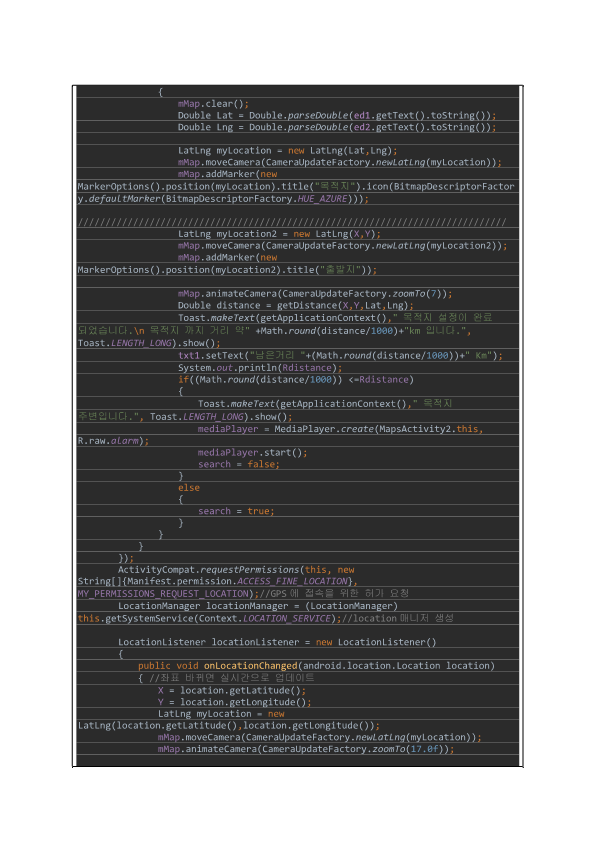 {
mMap.clear();
Double Lat = Double.parseDouble(ed1.getText().toString());
Double Lng = Double.parseDouble(ed2.getText().toString());
LatLng myLocation = new LatLng(Lat,Lng);
mMap.moveCamera(CameraUpdateFactory.newLatLng(myLocation));
mMap.addMarker(new
MarkerOptions().position(myLocation).title("목적지").icon(BitmapDescriptorFactor
y.defaultMarker(BitmapDescriptorFactory.HUE_AZURE)));
//////////////////////////////////////////////////////////////////////////////
LatLng myLocation2 = new LatLng(X,Y);
mMap.moveCamera(CameraUpdateFactory.newLatLng(myLocation2));
mMap.addMarker(new
MarkerOptions().position(myLocation2).title("출발지"));
mMap.animateCamera(CameraUpdateFactory.zoomTo(7));
Double distance = getDistance(X,Y,Lat,Lng);
Toast.makeText(getApplicationContext()," 목적지 설정이 완료
되었습니다.\n 목적지 까지 거리 약" +Math.round(distance/1000)+"km 입니다.",
Toast.LENGTH_LONG).show();
txt1.setText("남은거리 "+(Math.round(distance/1000))+" Km");
System.out.println(Rdistance);
if((Math.round(distance/1000)) <=Rdistance)
{
Toast.makeText(getApplicationContext()," 목적지
주변입니다.", Toast.LENGTH_LONG).show();
mediaPlayer = MediaPlayer.create(MapsActivity2.this,
R.raw.alarm);
mediaPlayer.start();
search = false;
}
else
{
search = true;
}
}
}
});
ActivityCompat.requestPermissions(this, new
String[]{Manifest.permission.ACCESS_FINE_LOCATION},
MY_PERMISSIONS_REQUEST_LOCATION);//GPS 에 접속을 위한 허가 요청
LocationManager locationManager = (LocationManager)
this.getSystemService(Context.LOCATION_SERVICE);//location 매니저 생성
LocationListener locationListener = new LocationListener()
{
public void onLocationChanged(android.location.Location location)
{ //좌표 바뀌면 실시간으로 업데이트
X = location.getLatitude();
Y = location.getLongitude();
LatLng myLocation = new
LatLng(location.getLatitude(),location.getLongitude());
mMap.moveCamera(CameraUpdateFactory.newLatLng(myLocation));
mMap.animateCamera(CameraUpdateFactory.zoomTo(17.0f));